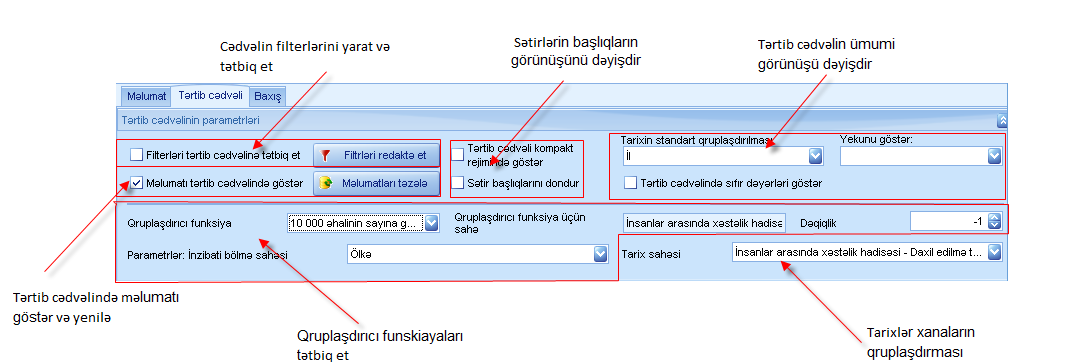 Cədvəlin filterlərini yarat və
tətbiq et
Sətirlərin başlıqların
görünüşünü dəyişdir
Tərtib cədvəlin ümumi
görünüşü dəyişdir
Məlumat
Tərtib cədvəli
Baxış
Tərtib cədvəlinin parametrləri
Filterləri tərtib cədvəlinə tətbiq et
Filtrləri redaktə et
Tərtib cədvəli kompakt
rejimində göstər
Tarixin standart qruplaşdırılması
Yekunu göstər:
İl
Məlumatı tərtib cədvəlində göstər
Məlumatları təzələ
Sətir başlıqlarını dondur
Tərtib cədvəlində sıfır dəyərləri göstər
Qruplaşdırıcı funksiya
10 000 əhalinin sayına g...
Qruplaşdırıcı funksiya üçün
sahə
İnsanlar arasında xəstəlik hadisə
Dəqiqlik
-1
Parametrlər: İnzibati bölmə sahəsi
Ölkə
Tarix sahəsi
İnsanlar arasında xəstəlik hadisəsi - Daxil edilmə t...
Tərtib cədvəlində məlumatı
göstər və yenilə
Qruplaşdırıcı funskiayaları
tətbiq et
Tarixlər xanaların
qruplaşdırması